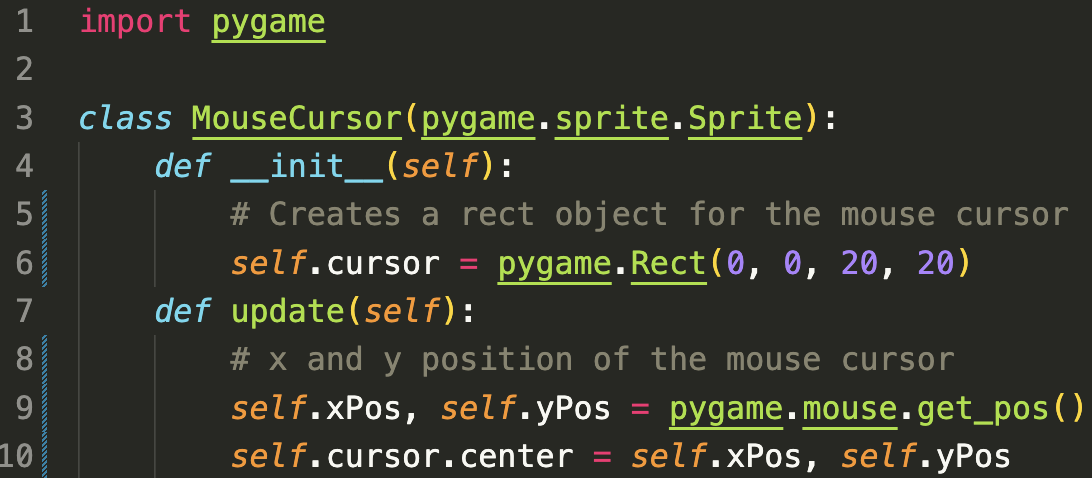 1 import pygame
2
3 class MouseCursor(pygame.sprite.Sprite):
4     def __init__(self):
5         # Creates a rect object for the mouse cursor
6         self.cursor = pygame.Rect(0, 0, 20, 20)
7     def update(self):
8         # x and y position of the mouse cursor
9         self.xPos, self.yPos = pygame.mouse.get_pos()
10         self.cursor.center = self.xPos, self.yPos